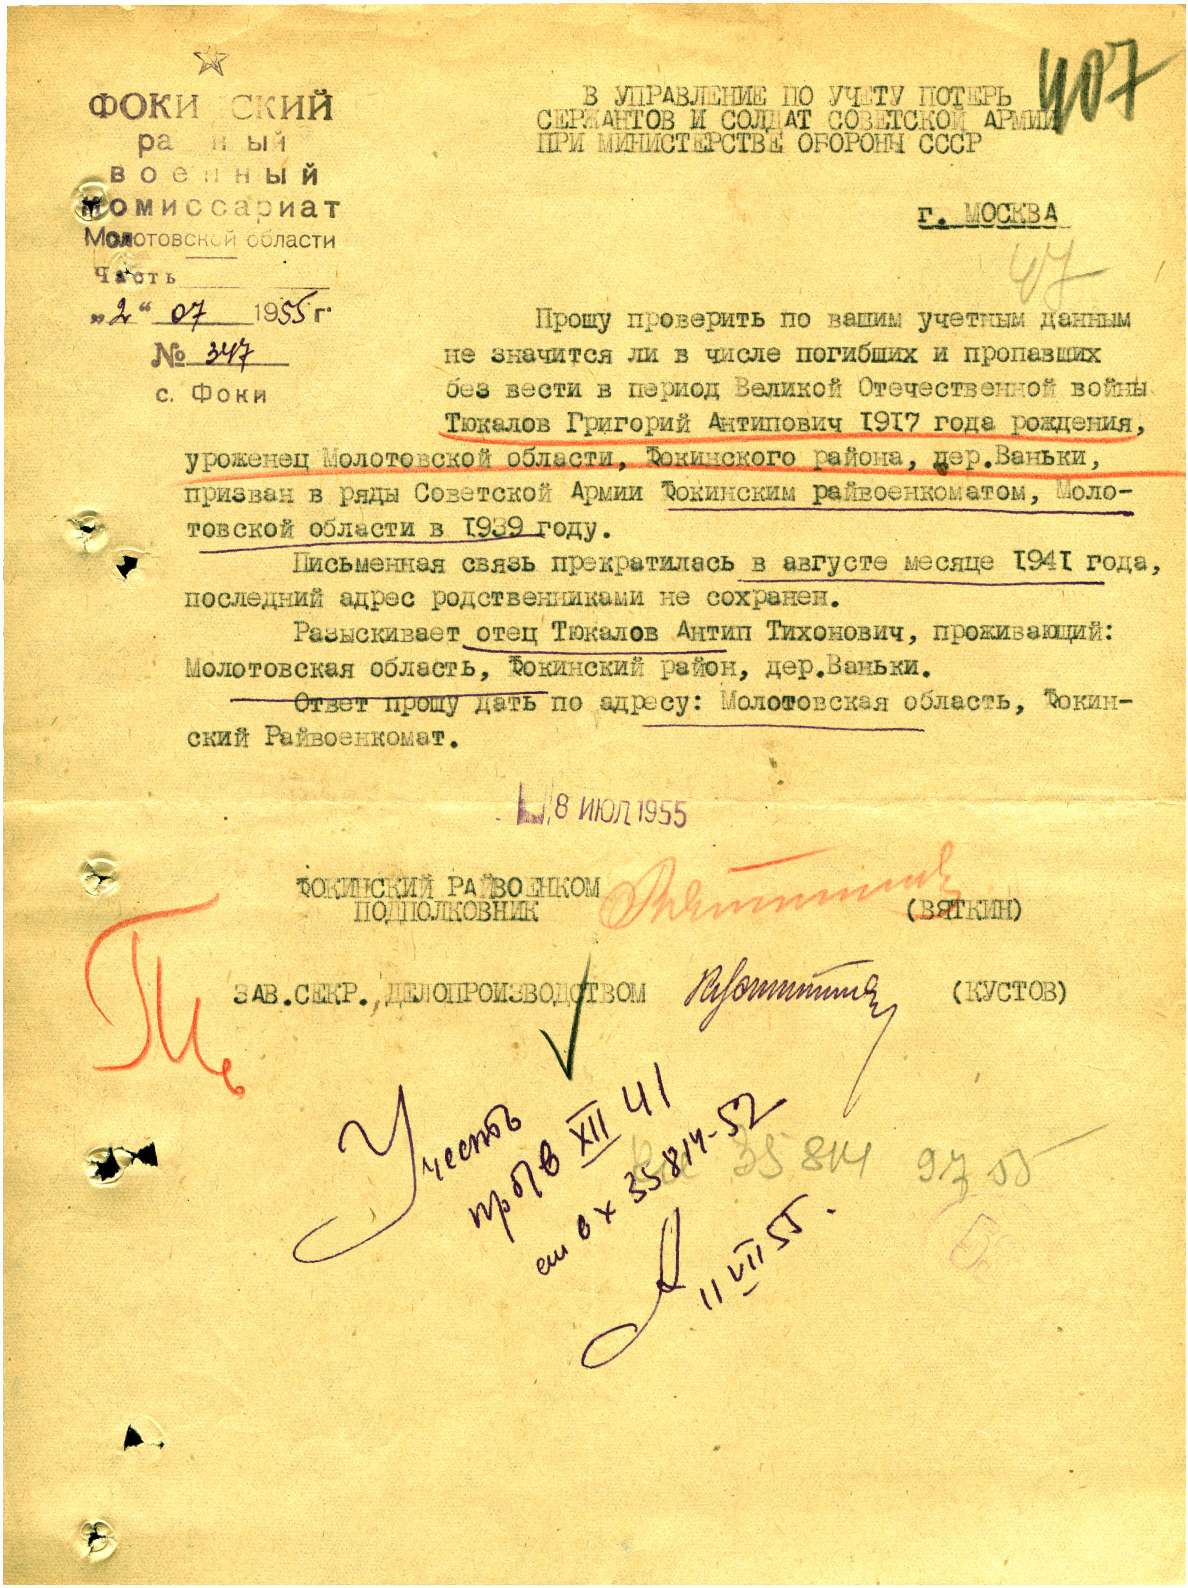 407
ФОКИ СКИЙ
ра н ый
военный
комиссариат
Молотовской области
Часть
„2“ 07 1955 г.
№ 347
с. Фоки
В УПРАВЛЕНИЕ ПО УЧЕТУ ПОТЕРЬ
СЕРЖАНТОВ И СОЛДАТ СОВЕТСКОЙ АРМИИ
ПРИ МИНИСТЕРСТВЕ ОБОРОНЫ СССР
г. МОСКВА
47
Прошу проверить по вашим учетным данным
не значится ли в числе погибших и пропавших
без вести в период Великой Отечественной войны
Тюкалов Григорий Антипович 1917 года рождения,
уроженец Молотовской области, Фокинского района, дер.Ваньки,
призван в ряды Советской Армии Фокинским райвоенкоматом, Моло-
товской области в 1939 году.
Письменная связь прекратилась в августе месяце 1941 года,
последний адрес родственниками не сохранен.
Разыскивает отец Тюкалов Антип Тихонович, проживающий:
Молотовская область, Фокинский район, дер.Ваньки.
Ответ прошу дать по адресу: Молотовская область, Фокин-
ский Райвоенкомат.
8 ИЮЛ 1955
ФОКИНСКИЙ РАЙВОЕНКОМ
ПОДПОЛКОВНИК
(ВЯТКИН)
ЗАВ.СЕКР., ДЕЛОПРОИЗВОДСТВОМ
(КУСТОВ)
Учесть
пр б/в XII 41
см вх 35814-52
11 VII 55.
35814